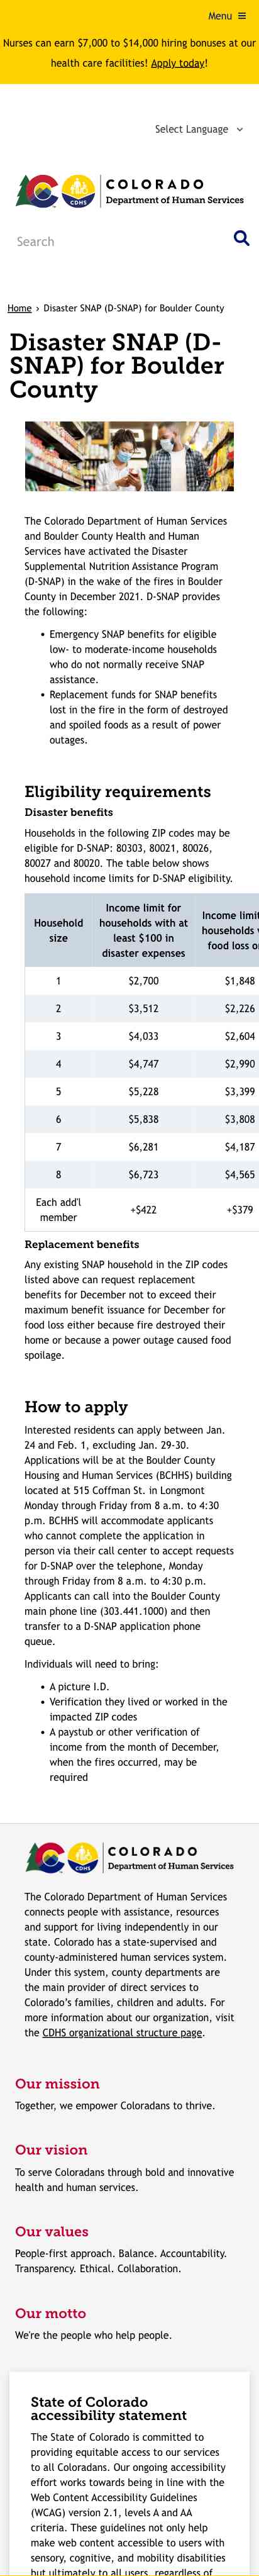 Menu
Nurses can earn $7,000 to $14,000 hiring bonuses at our
health care facilities! Apply today!
Select Language
CDHS
COLORADO
Department of Human Services
Search
Home › Disaster SNAP (D-SNAP) for Boulder County
Disaster SNAP (D-
SNAP) for Boulder
County
The Colorado Department of Human Services
and Boulder County Health and Human
Services have activated the Disaster
Supplemental Nutrition Assistance Program
(D-SNAP) in the wake of the fires in Boulder
County in December 2021. D-SNAP provides
the following:
• Emergency SNAP benefits for eligible
low- to moderate-income households
who do not normally receive SNAP
assistance.
• Replacement funds for SNAP benefits
lost in the fire in the form of destroyed
and spoiled foods as a result of power
outages.
Eligibility requirements
Disaster benefits
Households in the following ZIP codes may be
eligible for D-SNAP: 80303, 80021, 80026,
80027 and 80020. The table below shows
household income limits for D-SNAP eligibility.
Household size | Income limit for households with at least $100 in disaster expenses | Income food loss
1 $2,700 $1,848
2 $3,512 $2,226
3 $4,033 $2,604
4 $4,747 $2,990
5 $5,228 $3,399
6 $5,838 $3,808
7 $6,281 $4,187
8 $6,723 $4,565
Each add'l member +$422 +$379
Replacement benefits
Any existing SNAP household in the ZIP codes
listed above can request replacement
benefits for December not to exceed their
maximum benefit issuance for December for
food loss either because fire destroyed their
home or because a power outage caused food
spoilage.
How to apply
Interested residents can apply between Jan.
24 and Feb. 1, excluding Jan. 29-30.
Applications will be at the Boulder County
Housing and Human Services (BCHHS) building
located at 515 Coffman St. in Longmont
Monday through Friday from 8 a.m. to 4:30
p.m. BCHHS will accommodate applicants
who cannot complete the application in
person via their call center to accept requests
for D-SNAP over the telephone, Monday
through Friday from 8 a.m. to 4:30 p.m.
Applicants can call into the Boulder County
main phone line (303.441.1000) and then
transfer to a D-SNAP application phone
queue.
Individuals will need to bring:
• A picture I.D.
• Verification they lived or worked in the
impacted ZIP codes
• A paystub or other verification of
income from the month of December,
when the fires occurred, may be
required
CDHS
COLORADO
Department of Human Services
The Colorado Department of Human Services
connects people with assistance, resources
and support for living independently in our
state. Colorado has a state-supervised and
county-administered human services system.
Under this system, county departments are
the main provider of direct services to
Colorado's families, children and adults. For
more information about our organization, visit
the CDHS organizational structure page.
Our mission
Together, we empower Coloradans to thrive.
Our vision
To serve Coloradans through bold and innovative
health and human services.
Our values
People-first approach. Balance. Accountability.
Transparency. Ethical. Collaboration.
Our motto
We're the people who help people.
State of Colorado
accessibility statement
The State of Colorado is committed to
providing equitable access to our services
to all Coloradans. Our ongoing accessibility
effort works towards being in line with the
Web Content Accessibility Guidelines
(WCAG) version 2.1, levels A and AA
criteria. These guidelines not only help
make web content accessible to users with
sensory, cognitive, and mobility disabilities
but ultimately to all users, regardless of